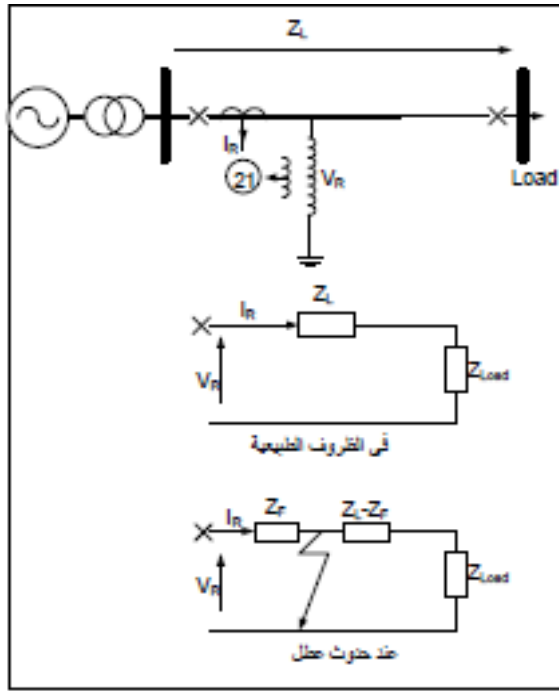 Z_L
I_R
21
V_R
Load
Z_L
I_R
V_R
Z_Load
في الظروف الطبيعية
Z_F
Z_L-Z_F
I_R
V_R
Z_Load
عند حدوث عطل